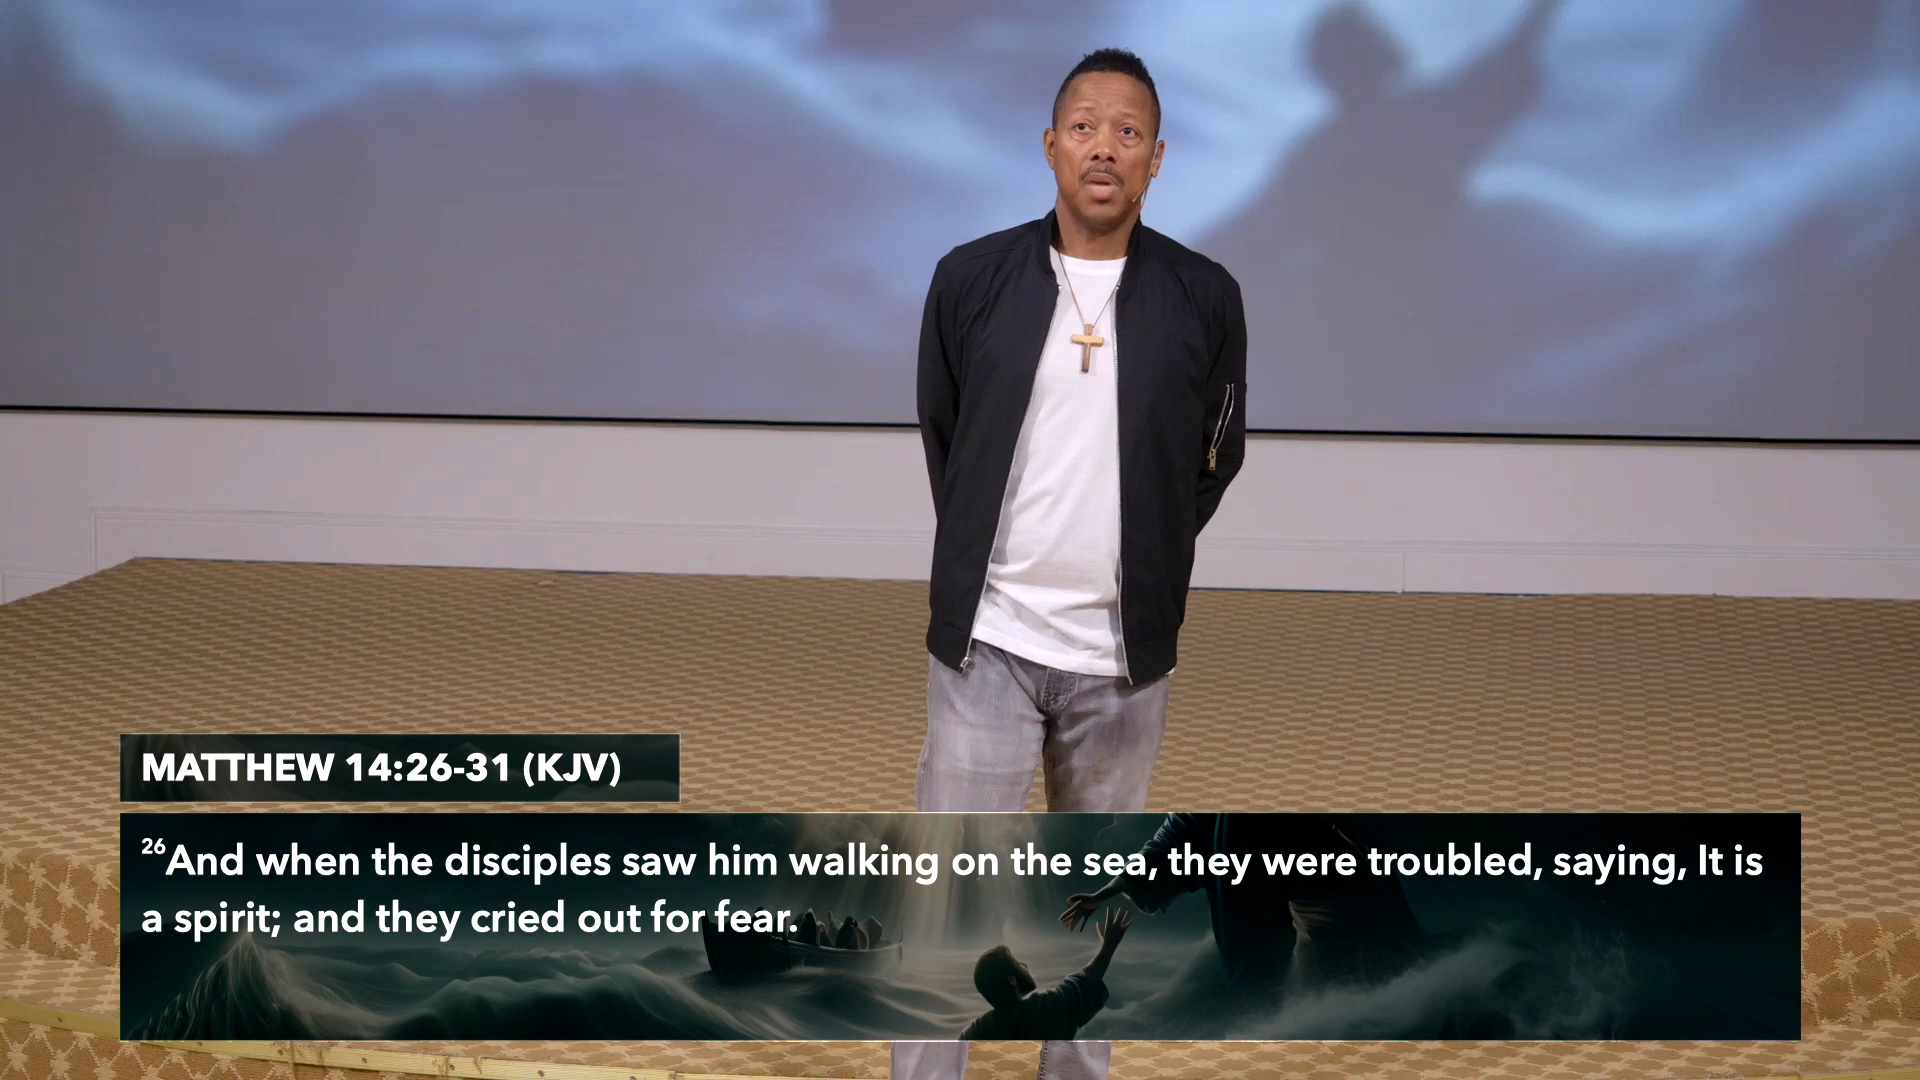 MATTHEW 14:26-31 (KJV)
26And when the disciples saw him walking on the sea, they were troubled, saying, It is
a spirit; and they cried out for fear.